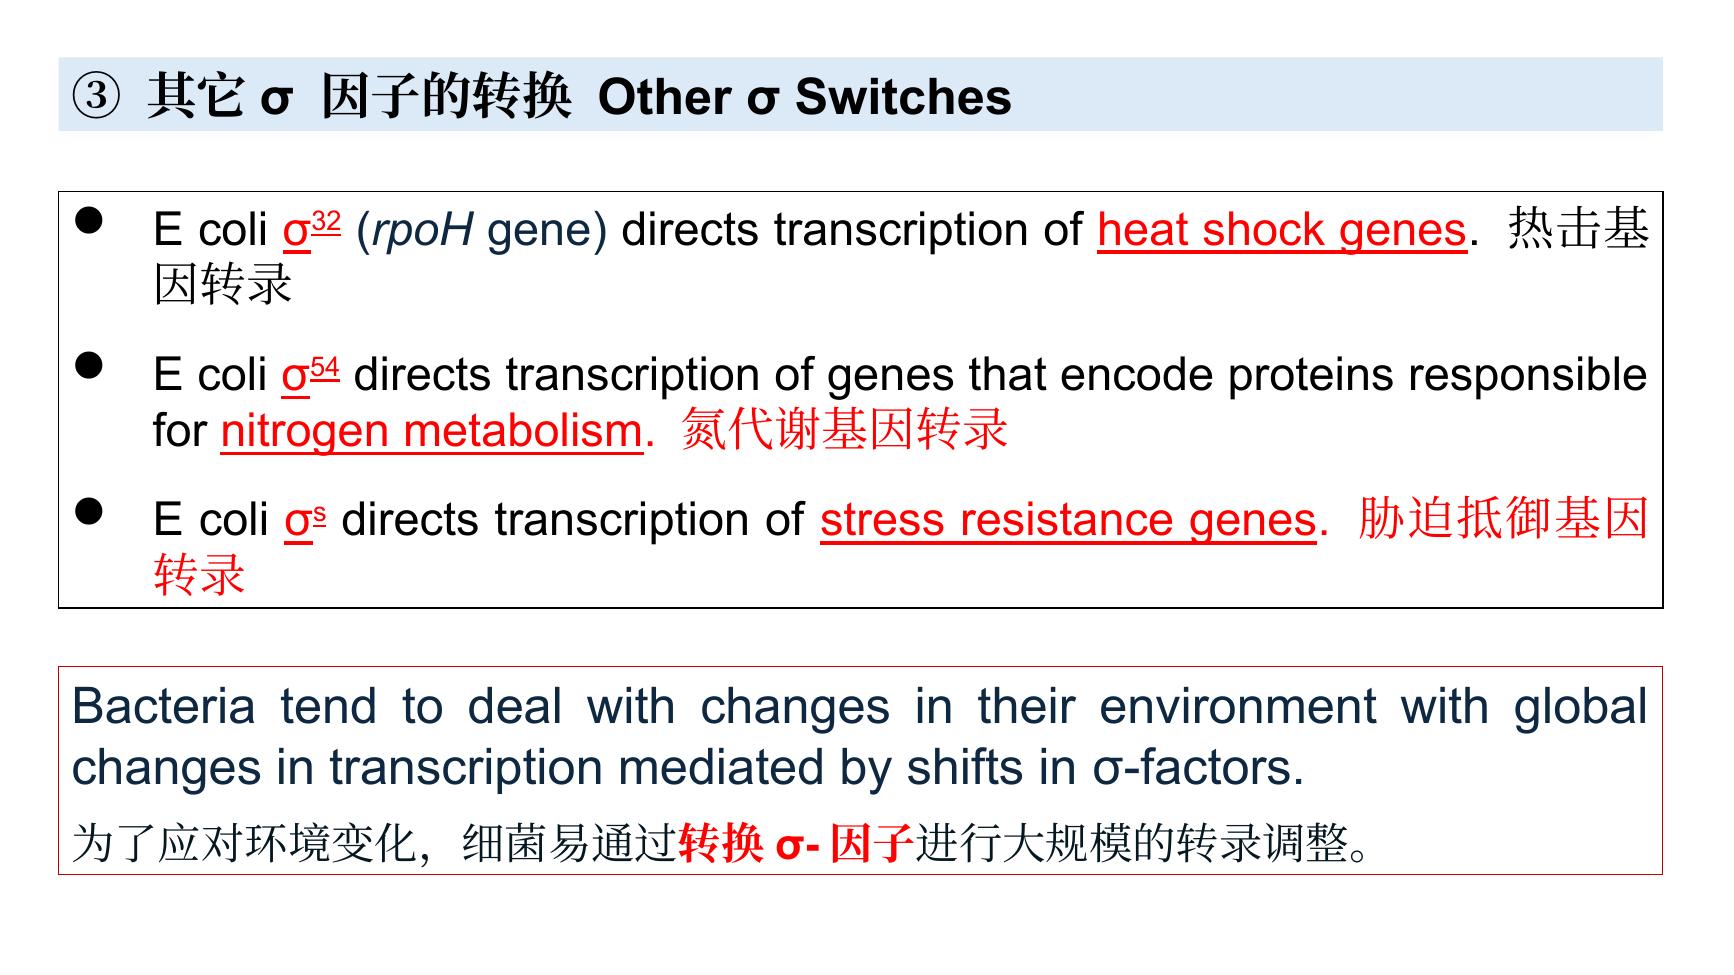 ③ 其它 σ 因子的转换 Other σ Switches
● E coli σ³² (rpoH gene) directs transcription of heat shock genes. 热击基
因转录
● E coli σ⁵⁴ directs transcription of genes that encode proteins responsible
for nitrogen metabolism. 氮代谢基因转录
● E coli σˢ directs transcription of stress resistance genes. 胁迫抵御基因
转录
Bacteria tend to deal with changes in their environment with global
changes in transcription mediated by shifts in σ-factors.
为了应对环境变化，细菌易通过转换 σ- 因子进行大规模的转录调整。